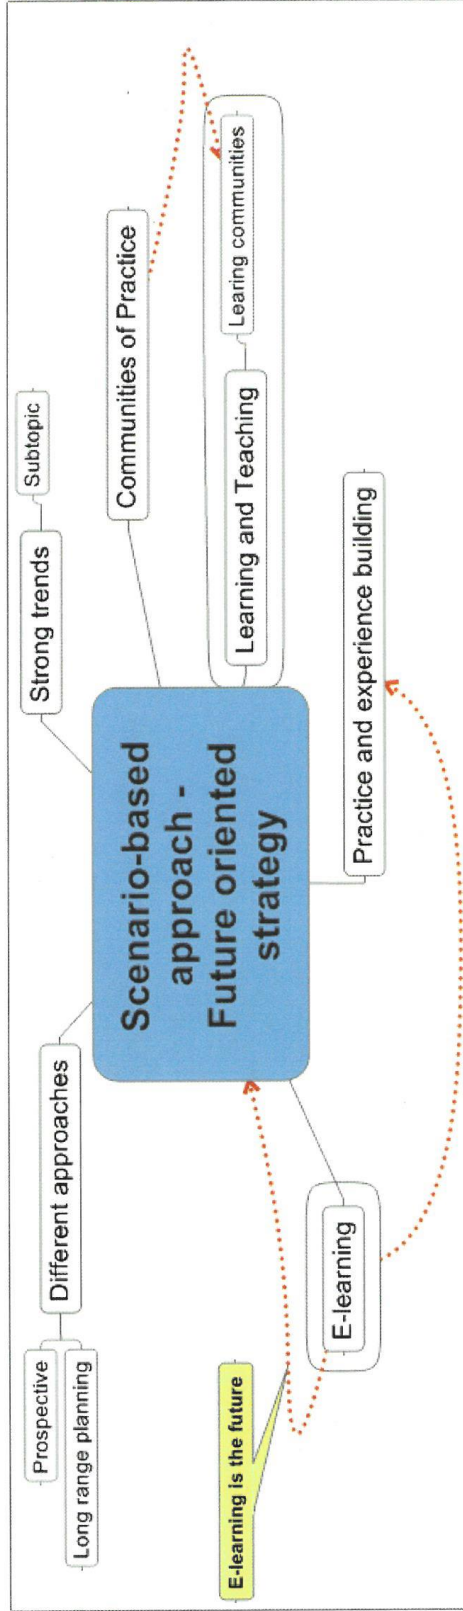 Prospective
Long range planning
Different approaches
Strong trends
Subtopic
Scenario-based
approach -
Future oriented
strategy
Communities of Practice
Learning and Teaching
Learing communities
E-learning is the future
E-learning
Practice and experience building